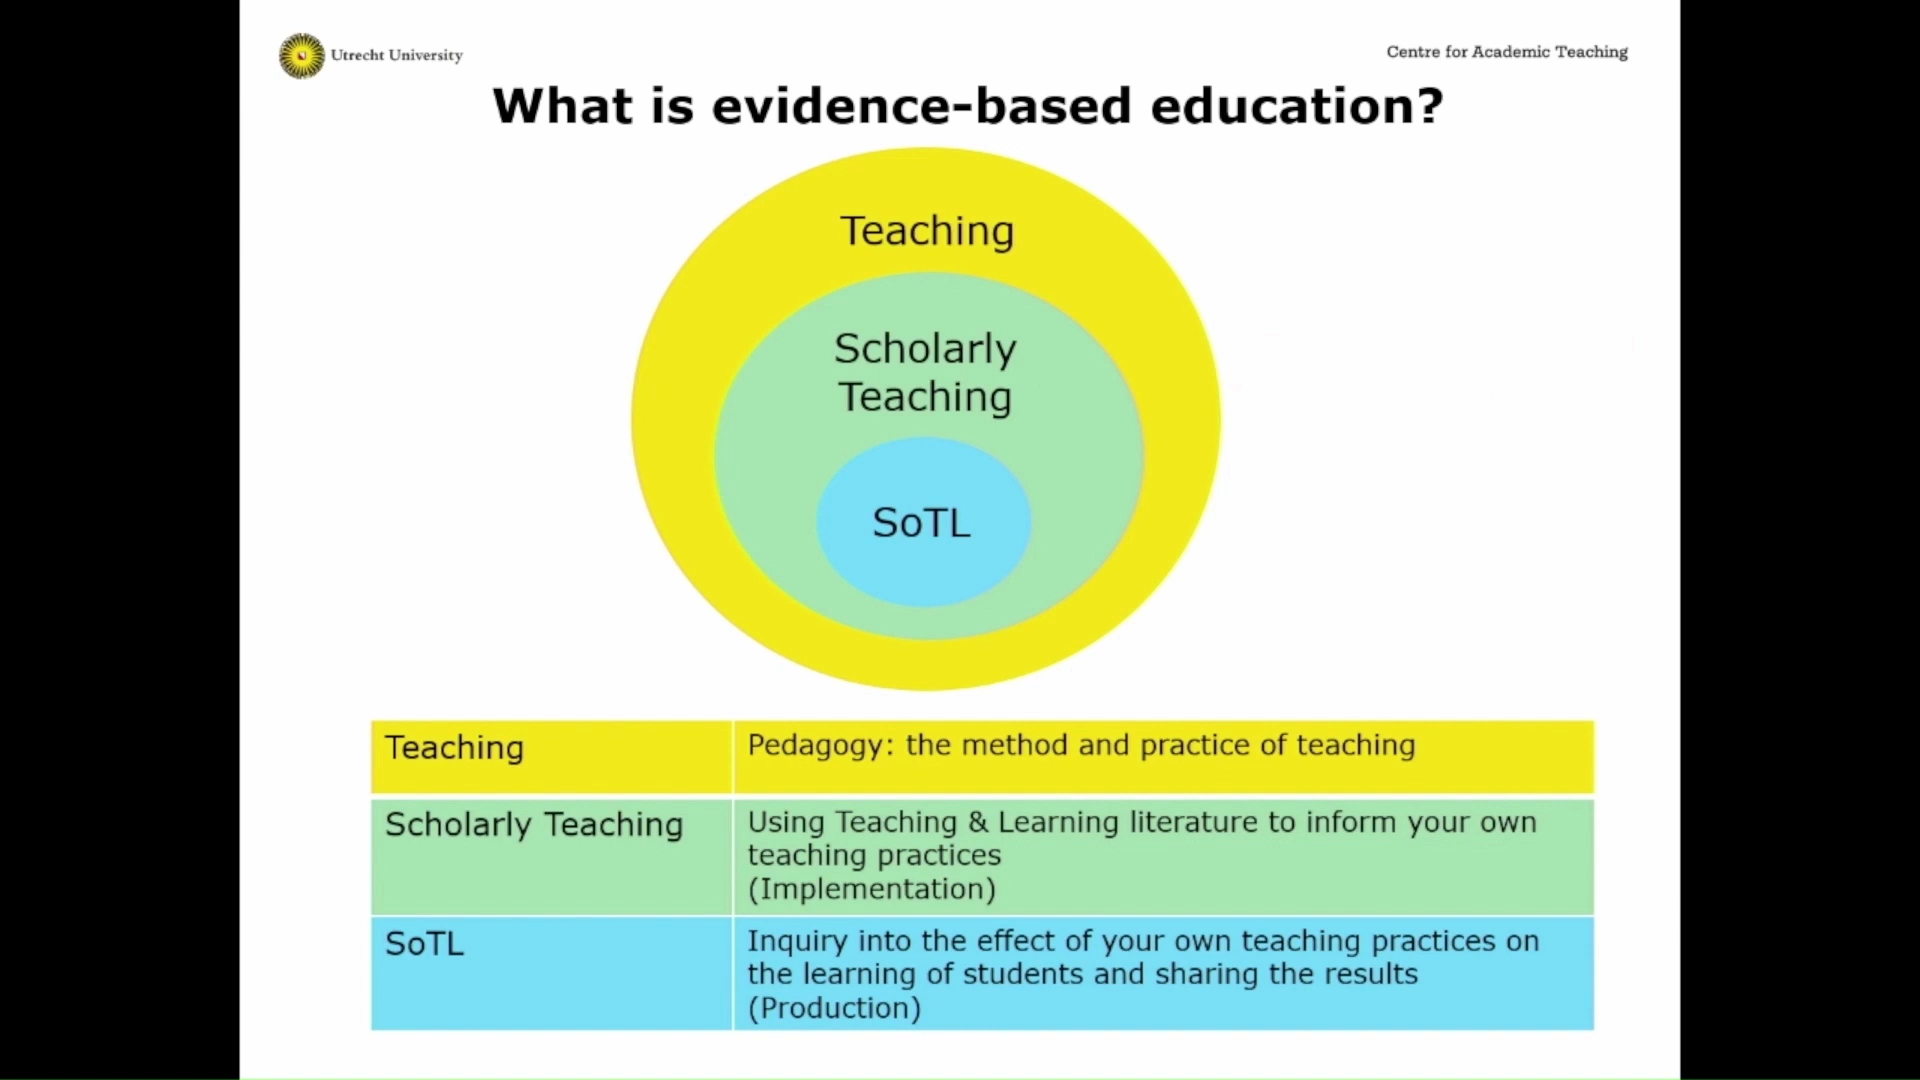 Utrecht University
Centre for Academic Teaching
What is evidence-based education?
Teaching
Scholarly
Teaching
SoTL
Teaching
Pedagogy: the method and practice of teaching
Scholarly Teaching
Using Teaching & Learning literature to inform your own
teaching practices
(Implementation)
SoTL
Inquiry into the effect of your own teaching practices on
the learning of students and sharing the results
(Production)